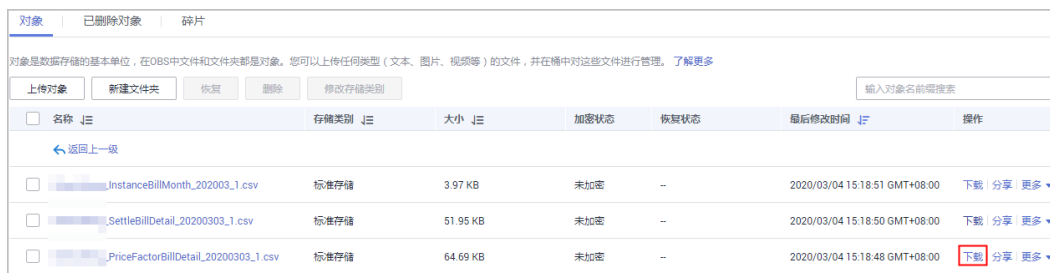 对象 已删除对象 碎片
对象是数据存储的基本单位，在OBS中文件和文件夹都是对象。您可以上传任何类型（文本、图片、视频等）的文件，并在桶中对这些文件进行管理。了解更多
上传对象 新建文件夹 恢复 删除 修改存储类别 输入对象名前缀搜索
名称 存储类别 大小 加密状态 恢复状态 最后修改时间 操作
返回上一级
_InstanceBillMonth_202003_1.csv 标准存储 3.97 KB 未加密 -- 2020/03/04 15:18:51 GMT+08:00 下载 分享 更多
_SettleBillDetail_20200303_1.csv 标准存储 51.95 KB 未加密 -- 2020/03/04 15:18:50 GMT+08:00 下载 分享 更多
_PriceFactorBillDetail_20200303_1.csv 标准存储 64.69 KB 未加密 -- 2020/03/04 15:18:48 GMT+08:00 下载 分享 更多